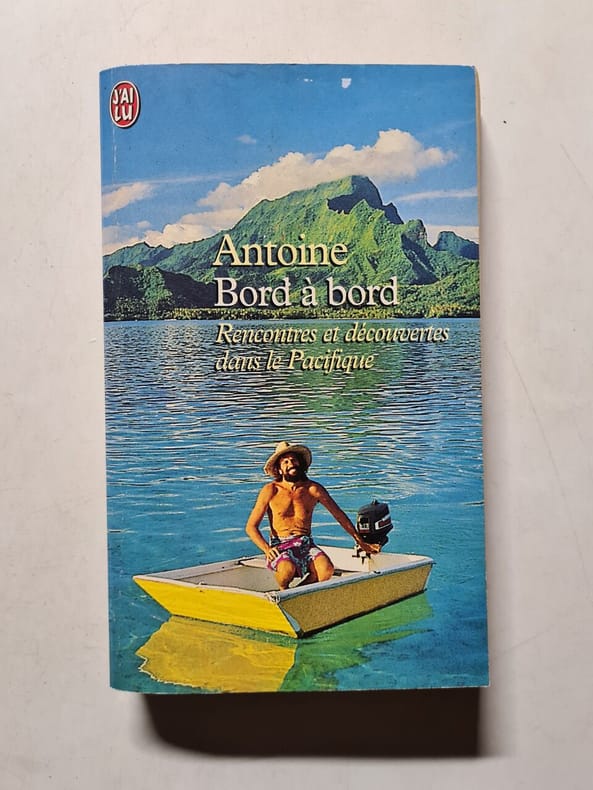 J'AI
LU
Antoine
Bord à bord
Rencontres et découvertes
dans le Pacifique